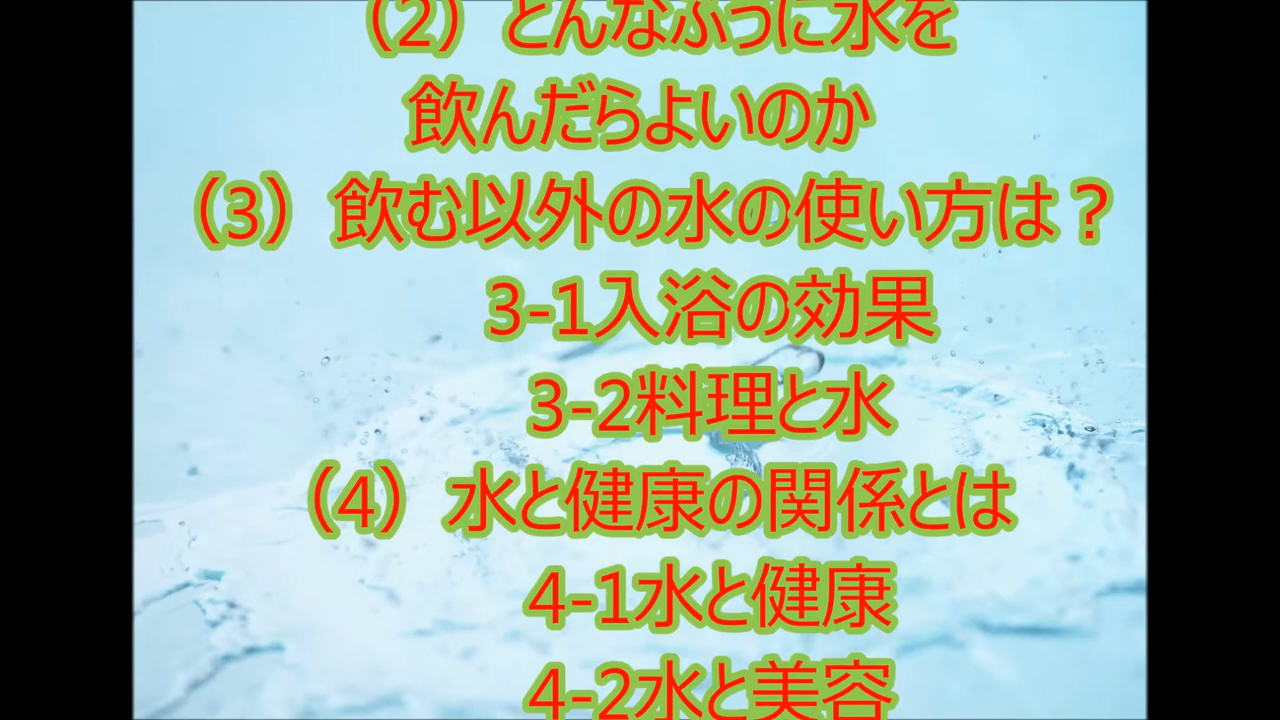 （2）どんなふうに水を
飲んだらよいのか
（3）飲む以外の水の使い方は？
3-1入浴の効果
3-2料理と水
（4）水と健康の関係とは
4-1水と健康
4-2水と美容